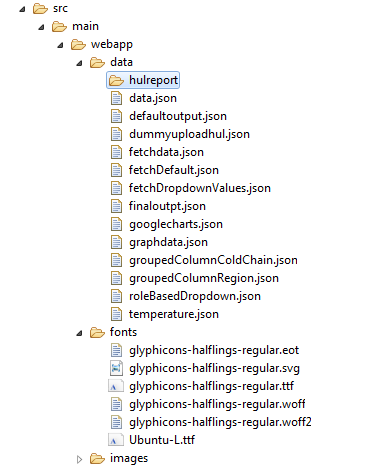 src
main
webapp
data
hulreport
data.json
defaultoutput.json
dummyuploadhul.json
fetchdata.json
fetchDefault.json
fetchDropdownValues.json
finaloutpt.json
googlecharts.json
graphdata.json
groupedColumnColdChain.json
groupedColumnRegion.json
roleBasedDropdown.json
temperature.json
fonts
glyphicons-halflings-regular.eot
glyphicons-halflings-regular.svg
glyphicons-halflings-regular.ttf
glyphicons-halflings-regular.woff
glyphicons-halflings-regular.woff2
Ubuntu-L.ttf
images